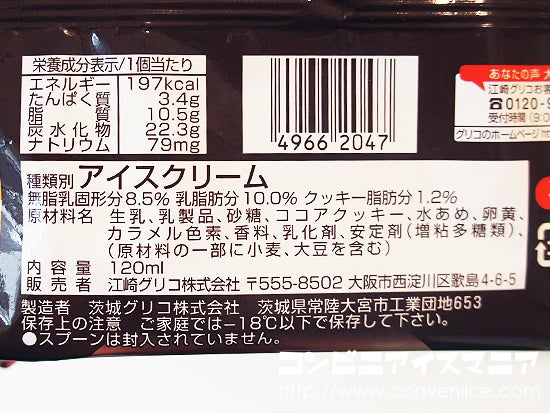 栄養成分表示/1個当たり
エネルギー 197kcal
たんぱく質 3.4g
脂質 10.5g
炭水化物 22.3g
ナトリウム 79mg
4966 2047
あなたの声 大
江崎グリコお客
0120-9
受付時間(9:0
グリコのホームページ ht
種類別 アイスクリーム
無脂乳固形分8.5% 乳脂肪分10.0% クッキー脂肪分1.2%
原材料名 生乳、乳製品、砂糖、ココアクッキー、水あめ、卵黄、
カラメル色素、香料、乳化剤、安定剤(増粘多糖類)、
(原材料の一部に小麦、大豆を含む)
内容量 120ml
販売者 江崎グリコ株式会社 〒555-8502 大阪市西淀川区歌島4-6-5
製造者 茨城グリコ株式会社 茨城県常陸大宮市工業団地653
保存上の注意 ご家庭では-18℃以下で保存して下さい。
●スプーンは封入されていません。
コンビニアイスマニア
http://www.conveniice.com/